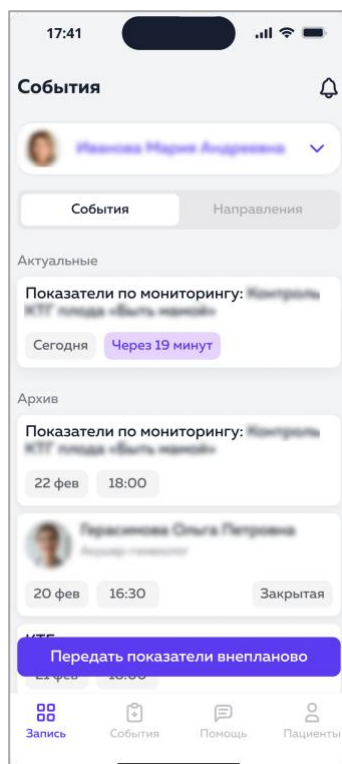 17:41
События
События Направления
Актуальные
Показатели по мониторингу:
Сегодня Через 19 минут
Архив
Показатели по мониторингу:
22 фев 18:00
20 фев 16:30 Закрытая
Передать показатели внепланово
Запись События Помощь Пациенты